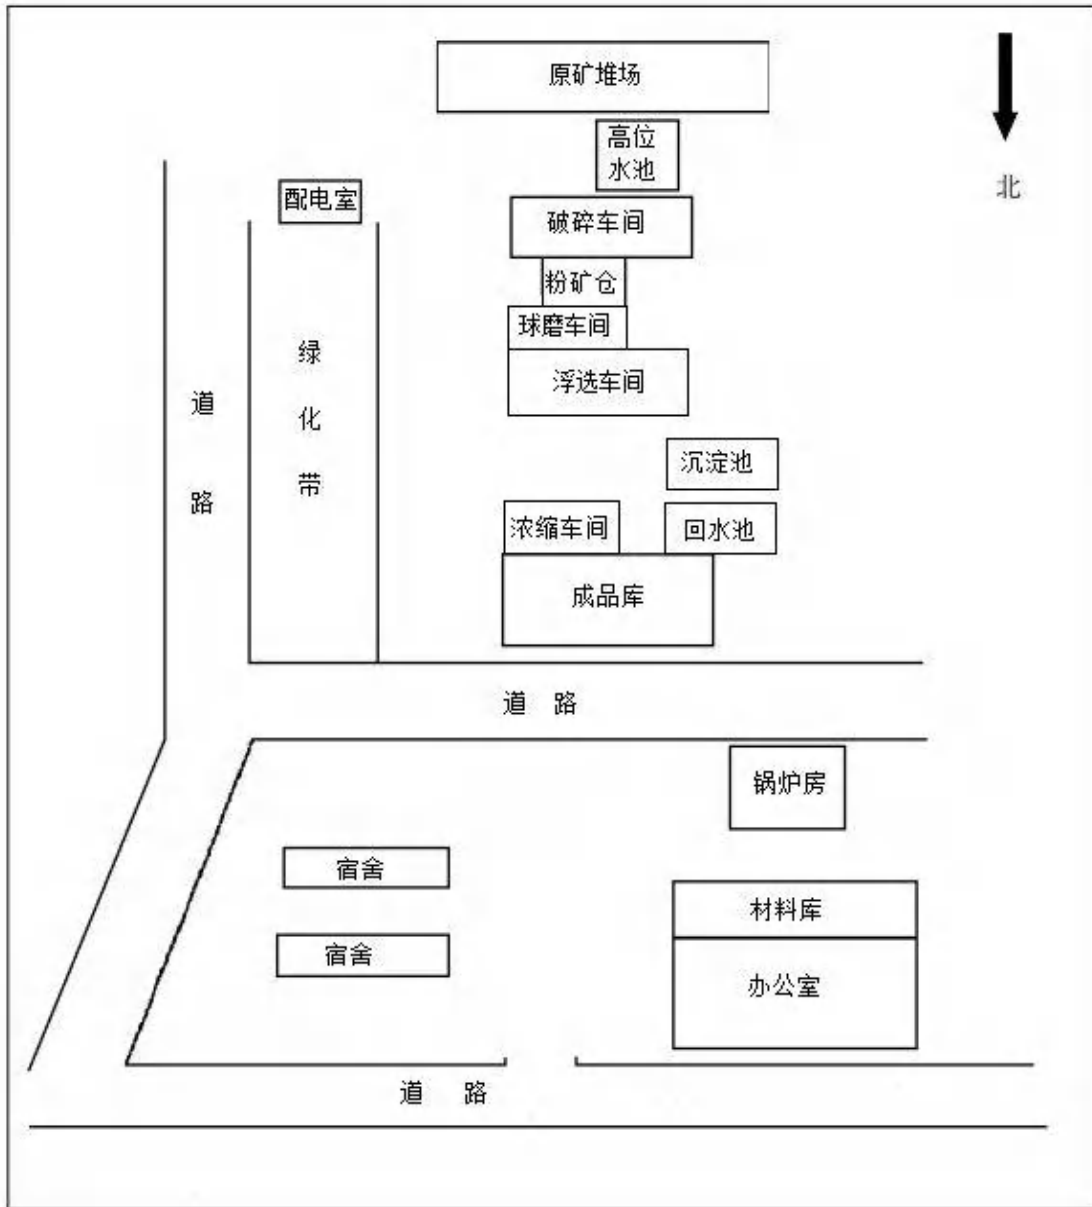 原矿堆场
高位
水池
北
配电室
破碎车间
粉矿仓
球磨车间
浮选车间
绿
化
带
道
路
沉淀池
浓缩车间
回水池
成品库
道 路
锅炉房
宿舍
材料库
宿舍
办公室
道 路